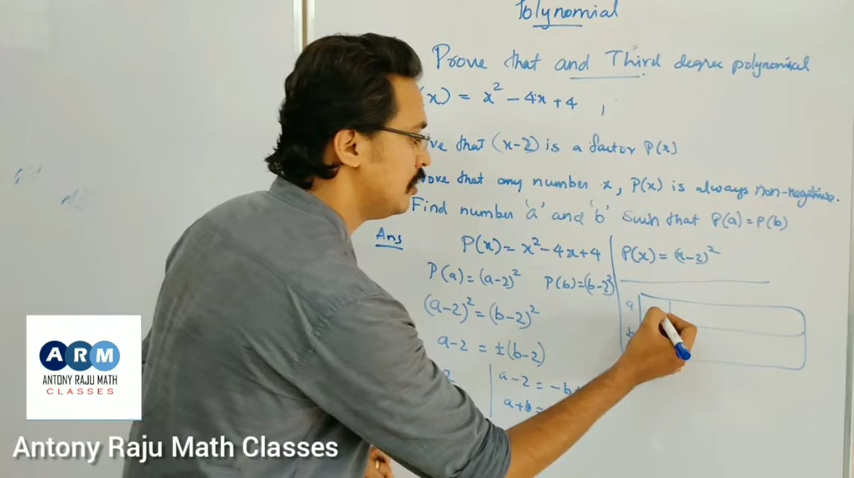 Polynomial
Prove that and Third degree polynomial
(x) = x² - 4x + 4 ,
ve that (x-2) is a factor P(x)
ove that any number x, P(x) is always non-negative.
Find number 'a' and 'b' such that P(a) = P(b)
Ans
P(x) = x² - 4x + 4
P(x) = (x-2)²
P(a) = (a-2)² P(b) = (b-2)²
(a-2)² = (b-2)²
a-2 = ±(b-2)
a-2 = -b+
a+b =
a
ARM
ANTONY RAJU MATH
CLASSES
Antony Raju Math Classes